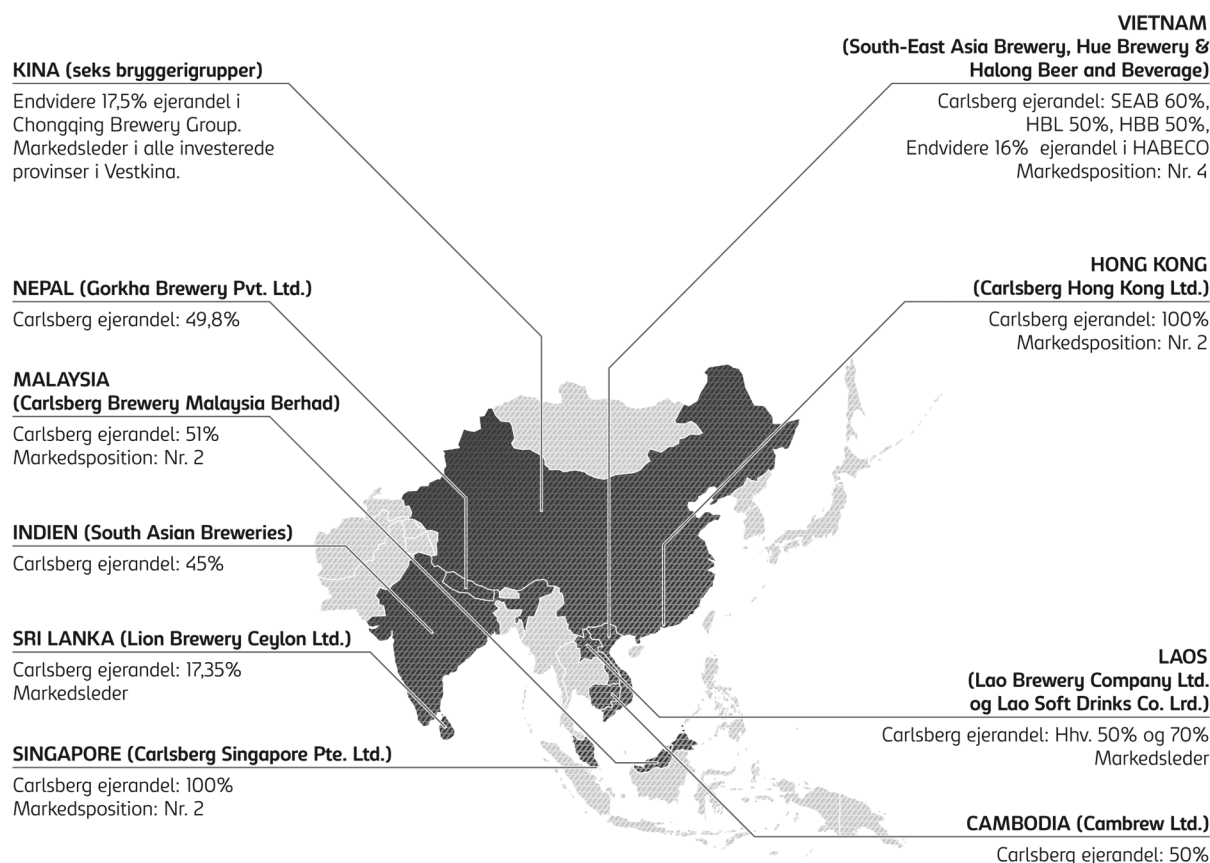 KINA (seks bryggerigrupper)
Endvidere 17,5% ejerandel i
Chongqing Brewery Group.
Markedsleder i alle investerede
provinser i Vestkina.
NEPAL (Gorkha Brewery Pvt. Ltd.)
Carlsberg ejerandel: 49,8%
MALAYSIA
(Carlsberg Brewery Malaysia Berhad)
Carlsberg ejerandel: 51%
Markedsposition: Nr. 2
INDIEN (South Asian Breweries)
Carlsberg ejerandel: 45%
SRI LANKA (Lion Brewery Ceylon Ltd.)
Carlsberg ejerandel: 17,35%
Markedsleder
SINGAPORE (Carlsberg Singapore Pte. Ltd.)
Carlsberg ejerandel: 100%
Markedsposition: Nr. 2
VIETNAM
(South-East Asia Brewery, Hue Brewery &
Halong Beer and Beverage)
Carlsberg ejerandel: SEAB 60%,
HBL 50%, HBB 50%,
Endvidere 16% ejerandel i HABECO
Markedsposition: Nr. 4
HONG KONG
(Carlsberg Hong Kong Ltd.)
Carlsberg ejerandel: 100%
Markedsposition: Nr. 2
LAOS
(Lao Brewery Company Ltd.
og Lao Soft Drinks Co. Lrd.)
Carlsberg ejerandel: Hhv. 50% og 70%
Markedsleder
CAMBODIA (Cambrew Ltd.)
Carlsberg ejerandel: 50%